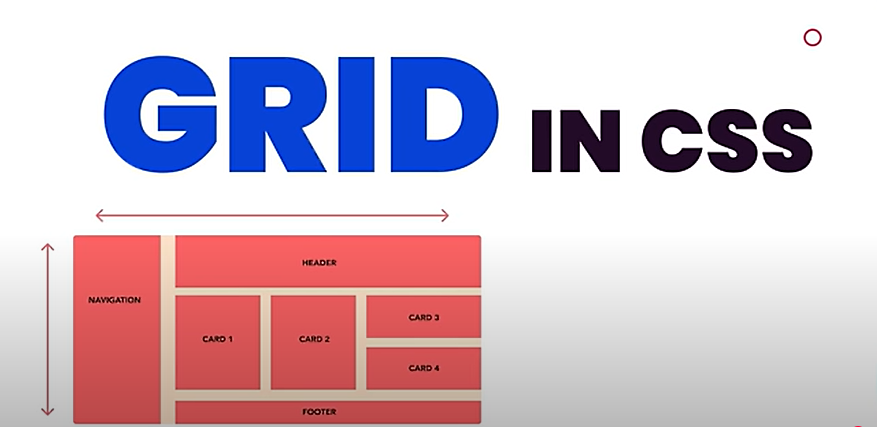 GRID IN CSS
HEADER
NAVIGATION
CARD 1
CARD 2
CARD 3
CARD 4
FOOTER